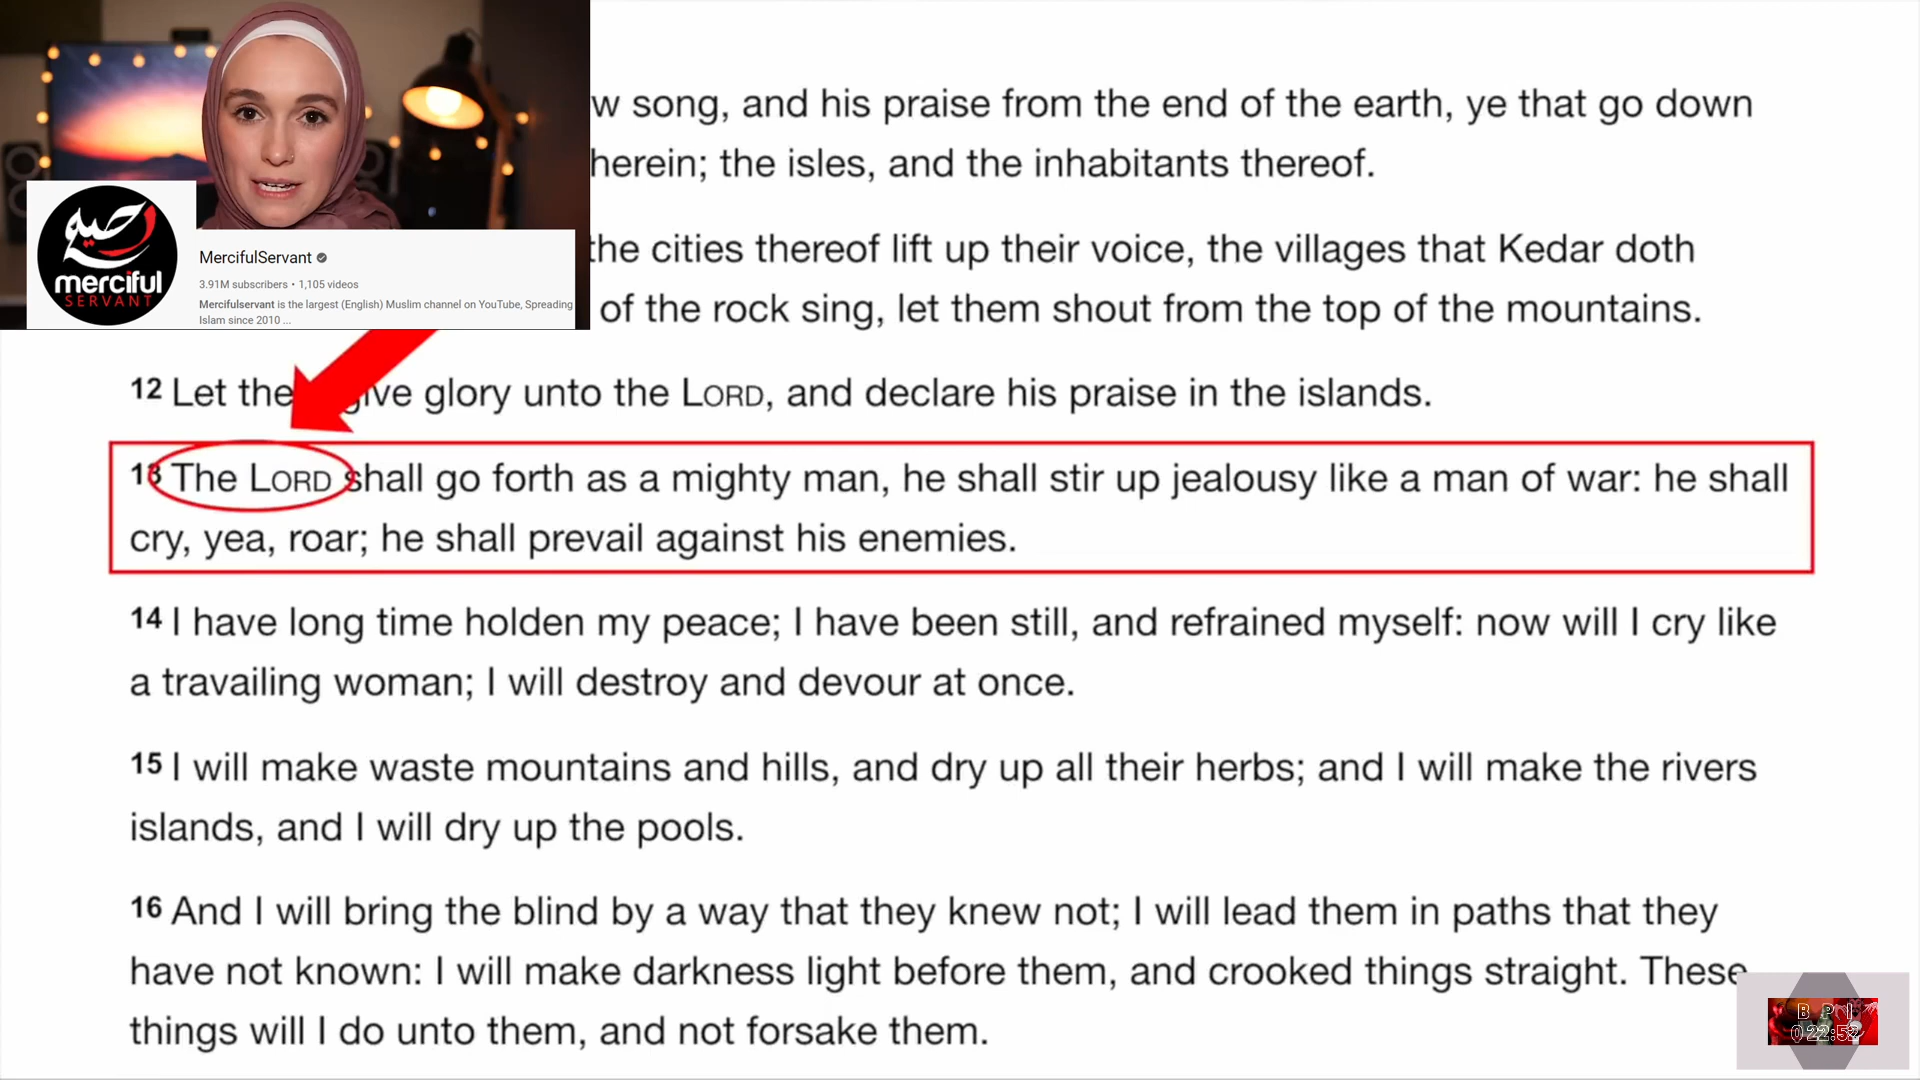 w song, and his praise from the end of the earth, ye that go down
herein; the isles, and the inhabitants thereof.
رحيم
merciful
SERVANT
MercifulServant
3.91M subscribers • 1,105 videos
Mercifulservant is the largest (English) Muslim channel on YouTube, Spreading
Islam since 2010 ...
the cities thereof lift up their voice, the villages that Kedar doth
of the rock sing, let them shout from the top of the mountains.
12 Let the give glory unto the LORD, and declare his praise in the islands.
13 The LORD shall go forth as a mighty man, he shall stir up jealousy like a man of war: he shall
cry, yea, roar; he shall prevail against his enemies.
14 I have long time holden my peace; I have been still, and refrained myself: now will I cry like
a travailing woman; I will destroy and devour at once.
15 I will make waste mountains and hills, and dry up all their herbs; and I will make the rivers
islands, and I will dry up the pools.
16 And I will bring the blind by a way that they knew not; I will lead them in paths that they
have not known: I will make darkness light before them, and crooked things straight. These
things will I do unto them, and not forsake them.
B P I
022:52